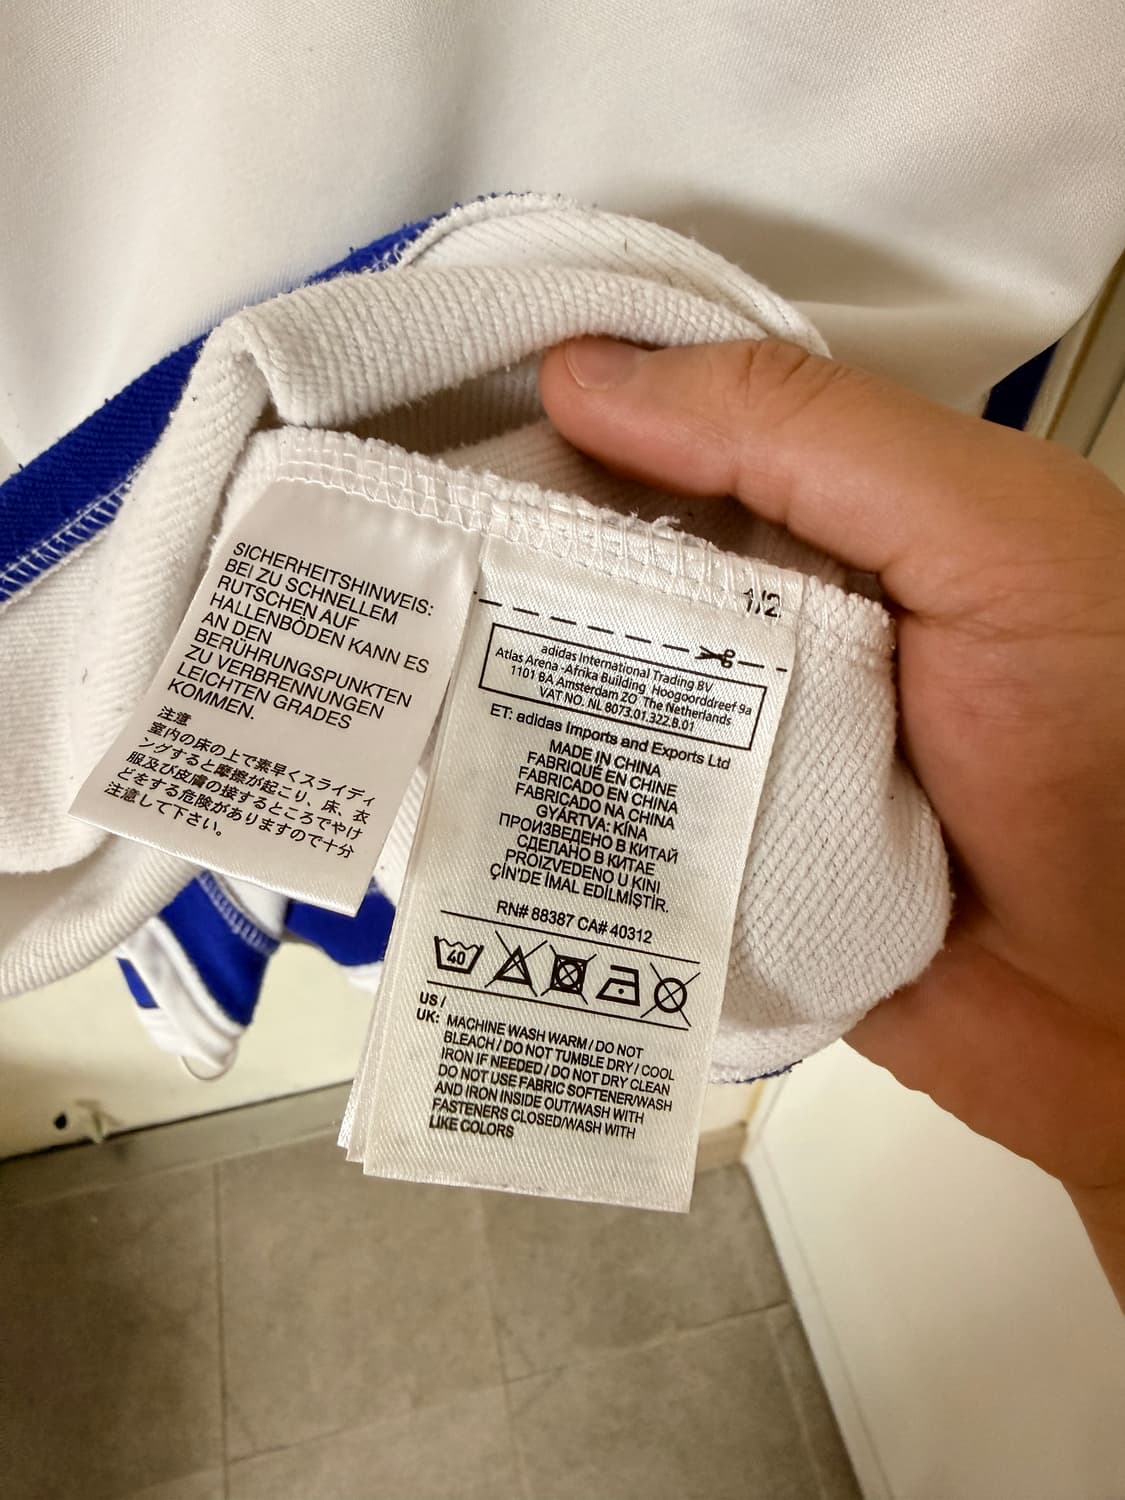 SICHERHEITSHINWEIS:
BEI ZU SCHNELLEM
RUTSCHEN AUF
HALLENBÖDEN KANN ES
AN DEN
BERÜHRUNGSPUNKTEN
ZU VERBRENNUNGEN
LEICHTEN GRADES
KOMMEN.
注意
室内の床の上で素早くスライディ
ングすると摩擦が起こり、床、衣
服及び皮膚の接するところでやけ
どをする危険がありますので十分
注意して下さい。
1/2
adidas International Trading BV
Atlas Arena -Afrika Building Hoogoorddreef 9a
1101 BA Amsterdam ZO The Netherlands
VAT NO. NL 8073.01.322.B.01
ET: adidas Imports and Exports Ltd
MADE IN CHINA
FABRIQUÉ EN CHINE
FABRICADO EN CHINA
FABRICADO NA CHINA
GYÁRTVA: KÍNA
ПРОИЗВЕДЕНО В КИТАЙ
СДЕЛАНО В КИТАЕ
PROIZVEDENO U KINI
ÇİN'DE İMAL EDİLMİŞTİR.
RN# 88387 CA# 40312
40
US /
UK: MACHINE WASH WARM / DO NOT
BLEACH / DO NOT TUMBLE DRY / COOL
IRON IF NEEDED / DO NOT DRY CLEAN
DO NOT USE FABRIC SOFTENER/WASH
AND IRON INSIDE OUT/WASH WITH
FASTENERS CLOSED/WASH WITH
LIKE COLORS